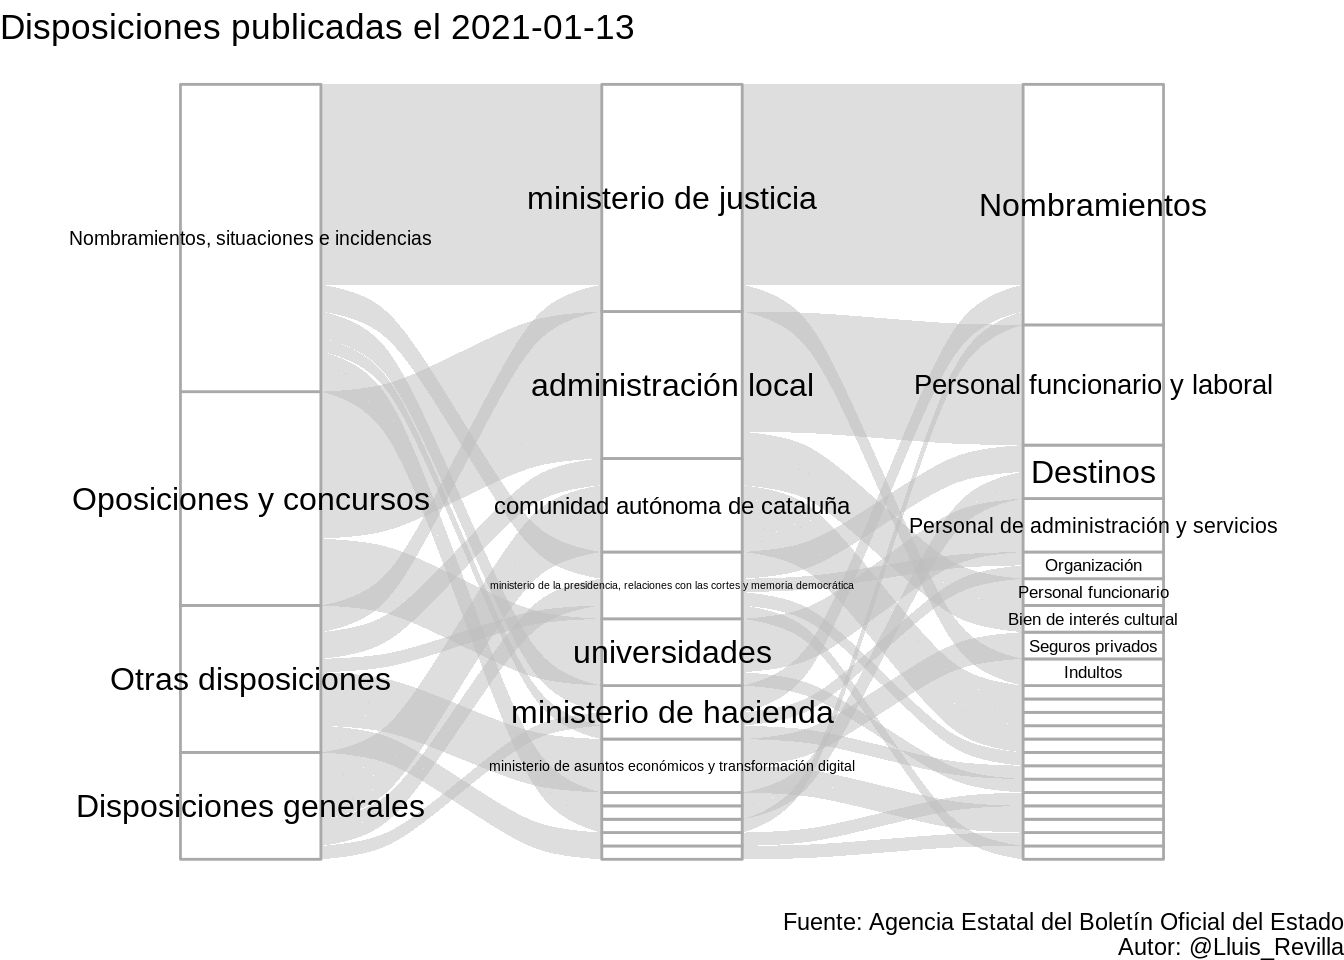 Disposiciones publicadas el 2021-01-13
Nombramientos, situaciones e incidencias
Oposiciones y concursos
Otras disposiciones
Disposiciones generales
ministerio de justicia
administración local
comunidad autónoma de cataluña
ministerio de la presidencia, relaciones con las cortes y memoria democrática
universidades
ministerio de hacienda
ministerio de asuntos económicos y transformación digital
Nombramientos
Personal funcionario y laboral
Destinos
Personal de administración y servicios
Organización
Personal funcionario
Bien de interés cultural
Seguros privados
Indultos
Fuente: Agencia Estatal del Boletín Oficial del Estado
Autor: @Lluis_Revilla